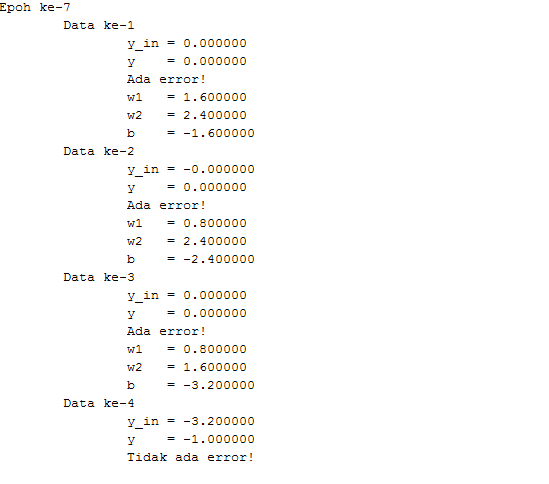 Epoh ke-7
Data ke-1
y_in = 0.000000
y = 0.000000
Ada error!
w1 = 1.600000
w2 = 2.400000
b = -1.600000
Data ke-2
y_in = -0.000000
y = 0.000000
Ada error!
w1 = 0.800000
w2 = 2.400000
b = -2.400000
Data ke-3
y_in = 0.000000
y = 0.000000
Ada error!
w1 = 0.800000
w2 = 1.600000
b = -3.200000
Data ke-4
y_in = -3.200000
y = -1.000000
Tidak ada error!